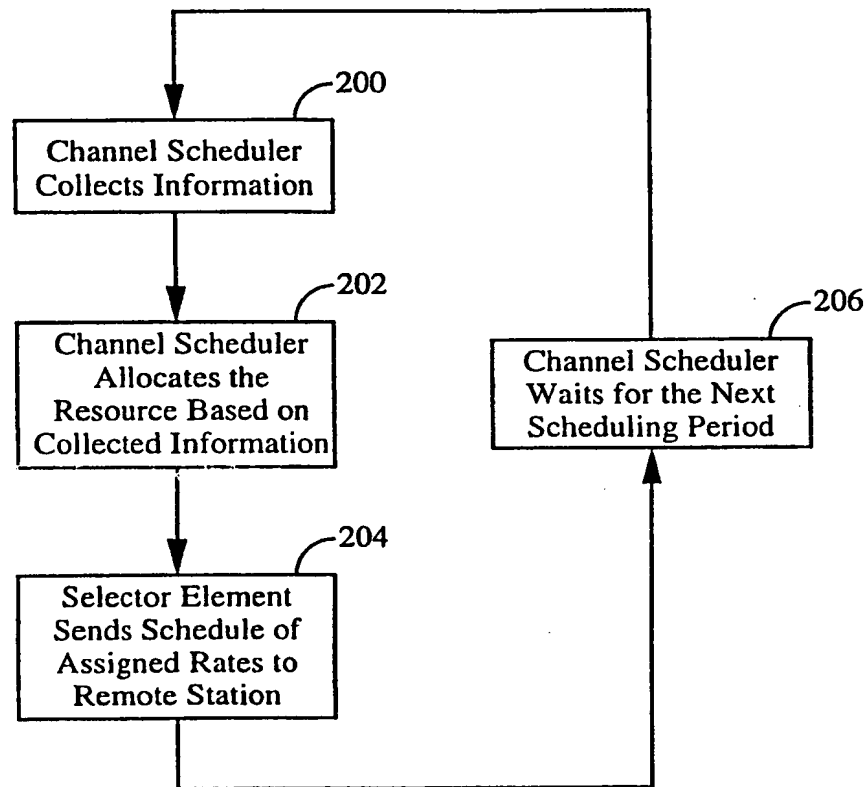 200
Channel Scheduler
Collects Information
202
Channel Scheduler
Allocates the
Resource Based on
Collected Information
204
Selector Element
Sends Schedule of
Assigned Rates to
Remote Station
206
Channel Scheduler
Waits for the Next
Scheduling Period